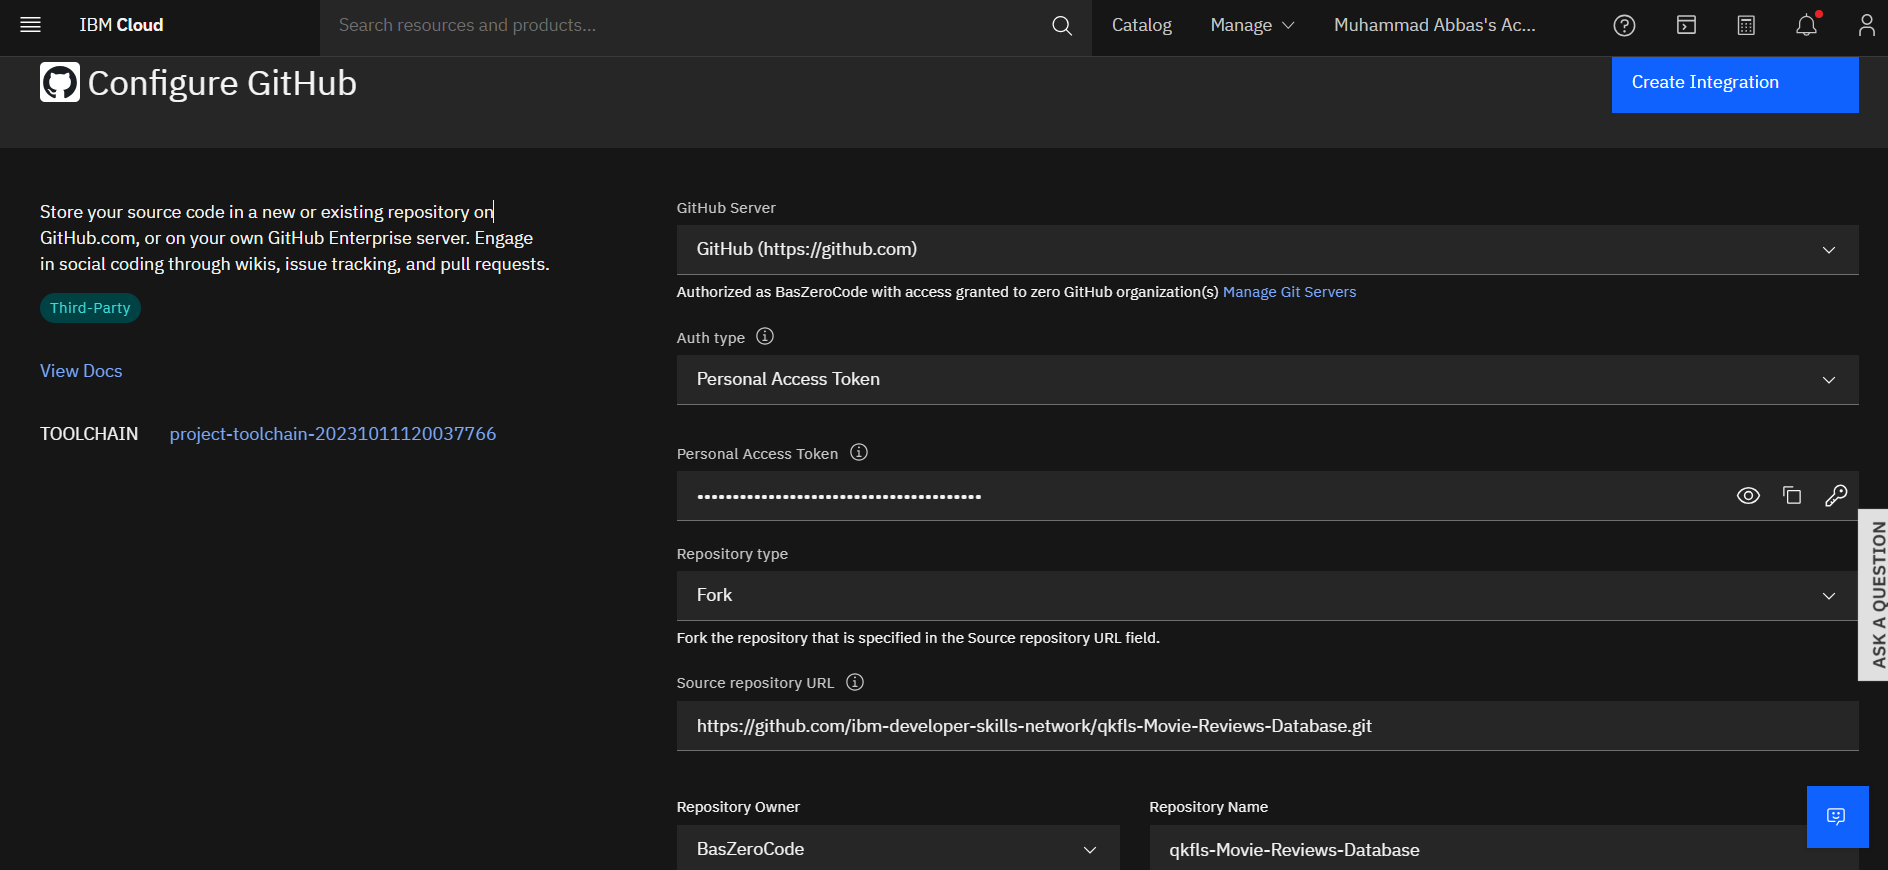 IBM Cloud
Search resources and products...
Catalog
Manage
Muhammad Abbas's Ac...
Configure GitHub
Create Integration
Store your source code in a new or existing repository on
GitHub.com, or on your own GitHub Enterprise server. Engage
in social coding through wikis, issue tracking, and pull requests.
Third-Party
View Docs
TOOLCHAIN project-toolchain-20231011120037766
GitHub Server
GitHub (https://github.com)
Authorized as BasZeroCode with access granted to zero GitHub organization(s) Manage Git Servers
Auth type
Personal Access Token
Personal Access Token
••••••••••••••••••••••••••••••••••••••••
Repository type
Fork
Fork the repository that is specified in the Source repository URL field.
Source repository URL
https://github.com/ibm-developer-skills-network/qkfls-Movie-Reviews-Database.git
Repository Owner
BasZeroCode
Repository Name
qkfls-Movie-Reviews-Database
ASK A QUESTION